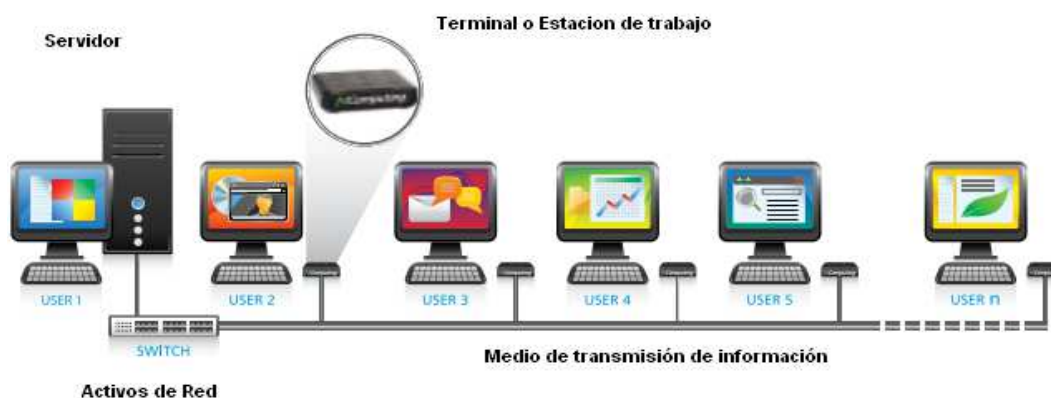 Terminal o Estacion de trabajo
Servidor
NComputing
USER 1
USER 2
USER 3
USER 4
USER 5
USER n
SWITCH
Medio de transmisión de información
Activos de Red